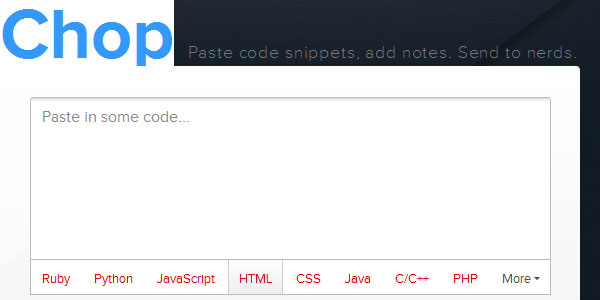 Chop
Paste code snippets, add notes. Send to nerds.
Paste in some code...
Ruby Python JavaScript HTML CSS Java C/C++ PHP More